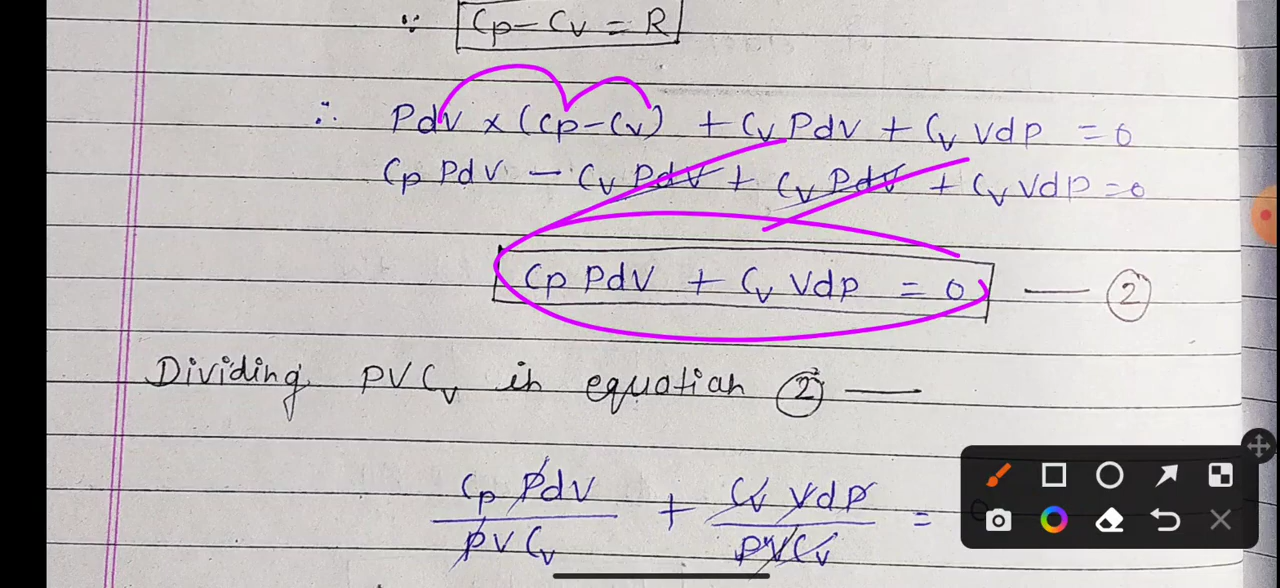 ∵ Cp - Cv = R
∴ PdV × (Cp - Cv) + Cv PdV + Cv Vdp = 0
Cp PdV - Cv PdV + Cv PdV + Cv Vdp = 0
Cp PdV + Cv Vdp = 0 — ②
Dividing PVCv in equatian ② —
Cp PdV / PVCv + Cv Vdp / PVCv =